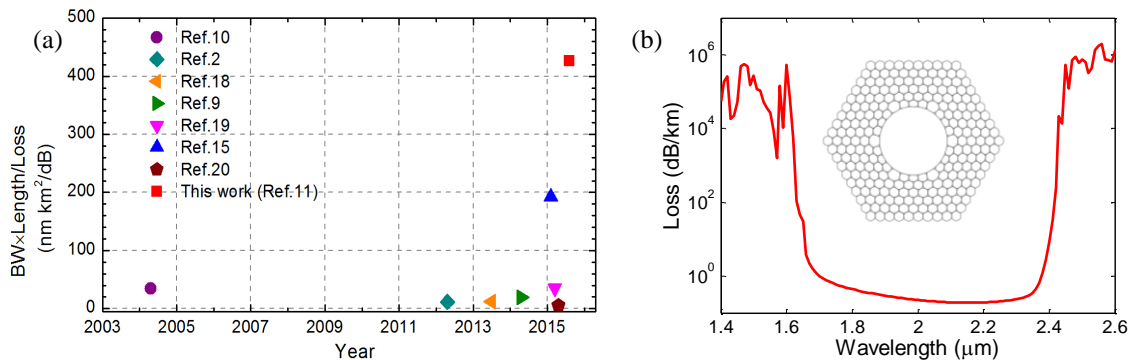 (a)
BW×Length/Loss
(nm km²/dB)
500
400
300
200
100
0
Ref.10
Ref.2
Ref.18
Ref.9
Ref.19
Ref.15
Ref.20
This work (Ref.11)
2003 2005 2007 2009 2011 2013 2015
Year
(b)
Loss (dB/km)
10⁶
10⁴
10²
10⁰
1.4 1.6 1.8 2 2.2 2.4 2.6
Wavelength (μm)